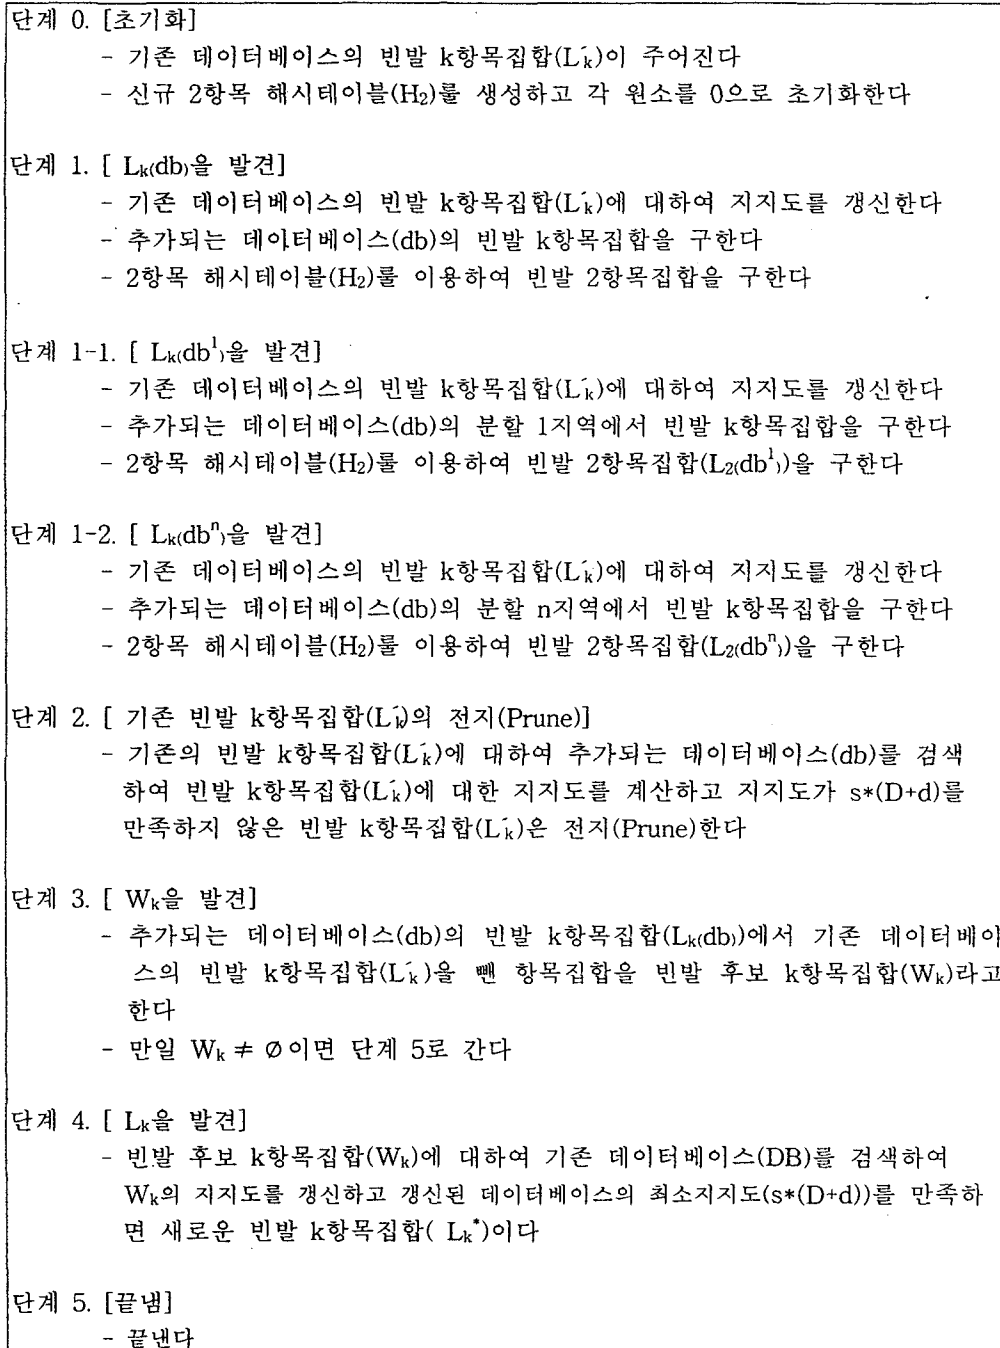 단계 0. [초기화]
- 기존 데이터베이스의 빈발 k항목집합(L´k)이 주어진다
- 신규 2항목 해시테이블(H2)를 생성하고 각 원소를 0으로 초기화한다
단계 1. [ Lk(db)을 발견]
- 기존 데이터베이스의 빈발 k항목집합(L´k)에 대하여 지지도를 갱신한다
- 추가되는 데이터베이스(db)의 빈발 k항목집합을 구한다
- 2항목 해시테이블(H2)를 이용하여 빈발 2항목집합을 구한다
단계 1-1. [ Lk(db1)을 발견]
- 기존 데이터베이스의 빈발 k항목집합(L´k)에 대하여 지지도를 갱신한다
- 추가되는 데이터베이스(db)의 분할 1지역에서 빈발 k항목집합을 구한다
- 2항목 해시테이블(H2)를 이용하여 빈발 2항목집합(L2(db1))을 구한다
단계 1-2. [ Lk(dbn)을 발견]
- 기존 데이터베이스의 빈발 k항목집합(L´k)에 대하여 지지도를 갱신한다
- 추가되는 데이터베이스(db)의 분할 n지역에서 빈발 k항목집합을 구한다
- 2항목 해시테이블(H2)를 이용하여 빈발 2항목집합(L2(dbn))을 구한다
단계 2. [ 기존 빈발 k항목집합(L´k)의 전지(Prune)]
- 기존의 빈발 k항목집합(L´k)에 대하여 추가되는 데이터베이스(db)를 검색
하여 빈발 k항목집합(L´k)에 대한 지지도를 계산하고 지지도가 s*(D+d)를
만족하지 않은 빈발 k항목집합(L´k)은 전지(Prune)한다
단계 3. [ Wk을 발견]
- 추가되는 데이터베이스(db)의 빈발 k항목집합(Lk(db))에서 기존 데이터베이
스의 빈발 k항목집합(L´k)을 뺀 항목집합을 빈발 후보 k항목집합(Wk)라고
한다
- 만일 Wk ≠ ∅이면 단계 5로 간다
단계 4. [ Lk을 발견]
- 빈발 후보 k항목집합(Wk)에 대하여 기존 데이터베이스(DB)를 검색하여
Wk의 지지도를 갱신하고 갱신된 데이터베이스의 최소지지도(s*(D+d))를 만족하
면 새로운 빈발 k항목집합( Lk*)이다
단계 5. [끝냄]
- 끝낸다